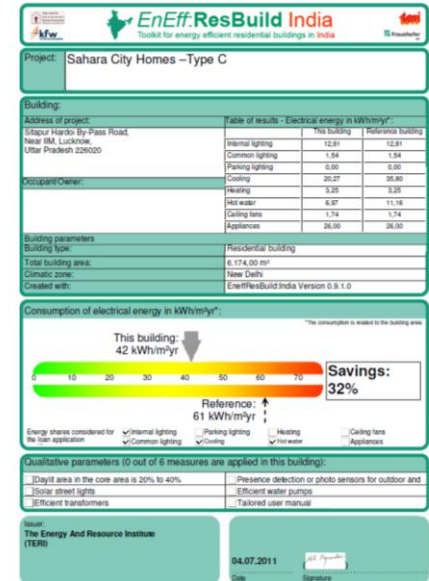 kfw
EnEff:ResBuild India
Toolkit for energy efficient residential buildings in India
teri
Fraunhofer
Project: Sahara City Homes –Type C
Building:
Address of project:
Sitapur Hardoi By-Pass Road,
Near IIM, Lucknow,
Uttar Pradesh 226020
Occupant/Owner:
Table of results - Electrical energy in kWh/m²yr*:
This building Reference building
Internal lighting 12,81 12,81
Common lighting 1,54 1,54
Parking lighting 0,00
Cooling 20,27 35,80
Heating 3,25 3,25
Hot water 6,97 11,16
Ceiling fans 1,74 1,74
Appliances 26,00 26,00
Building parameters
Building type: Residential building
Total building area: 6.174,00 m²
Climatic zone: New Delhi
Created with: EneffResBuild:India Version 0.9.1.0
Consumption of electrical energy in kWh/m²yr*:
*The consumption is related to the building area.
This building:
42 kWh/m²yr
0 10 20 30 40 50 60 70
Savings:
32%
Reference:
61 kWh/m²yr
Energy shares considered for the loan application
Internal lighting Parking lighting Heating Ceiling fans
Common lighting Cooling Hot water Appliances
Qualitative parameters (0 out of 6 measures are applied in this building):
Daylit area in the core area is 20% to 40% Presence detection or photo sensors for outdoor and
Solar street lights Efficient water pumps
Efficient transformers Tailored user manual
Issuer:
The Energy And Resource Institute
(TERI)
04.07.2011
Date Signature